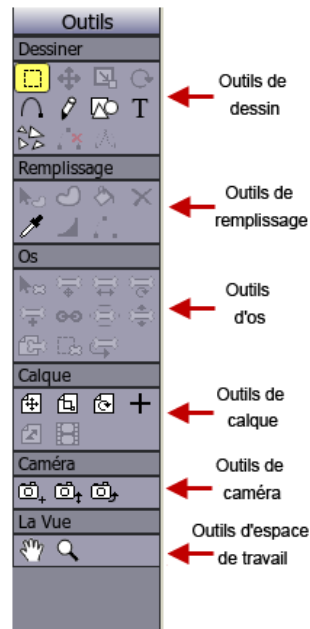 Outils
Dessiner
Outils de
dessin
T
Remplissage
Outils de
remplissage
Os
Outils
d'os
Calque
Outils de
calque
Caméra
Outils de
caméra
La Vue
Outils d'espace
de travail